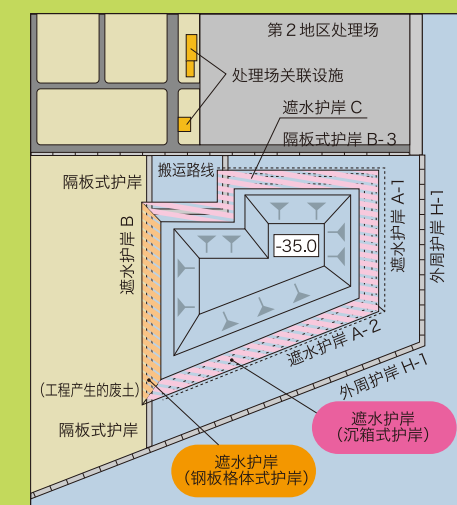 第2地区处理场
处理场关联设施
遮水护岸 C
隔板式护岸 B-3
搬运路线
隔板式护岸
遮水护岸 B
-35.0
遮水护岸 A-1
外周护岸 H-1
遮水护岸 A-2
外周护岸 H-1
(工程产生的废土)
隔板式护岸
遮水护岸
(沉箱式护岸)
遮水护岸
(钢板格体式护岸)